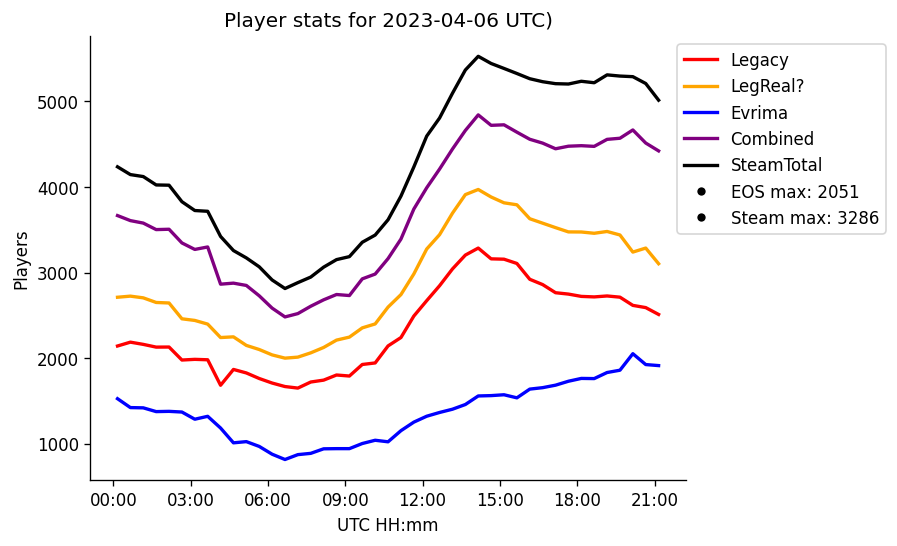 Player stats for 2023-04-06 UTC)
Legacy
LegReal?
Evrima
Combined
SteamTotal
EOS max: 2051
Steam max: 3286
Players
5000
4000
3000
2000
1000
00:00 03:00 06:00 09:00 12:00 15:00 18:00 21:00
UTC HH:mm